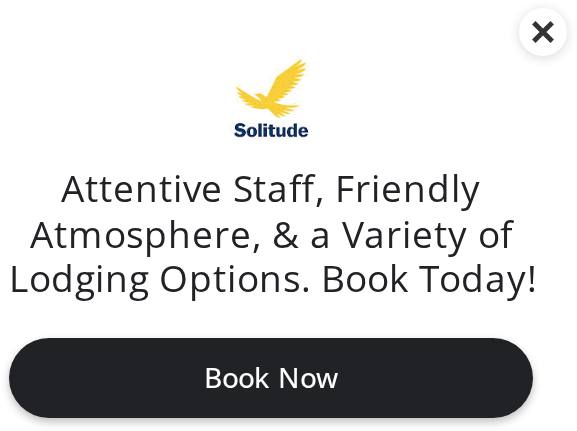 Solitude
Attentive Staff, Friendly
Atmosphere, & a Variety of
Lodging Options. Book Today!
Book Now